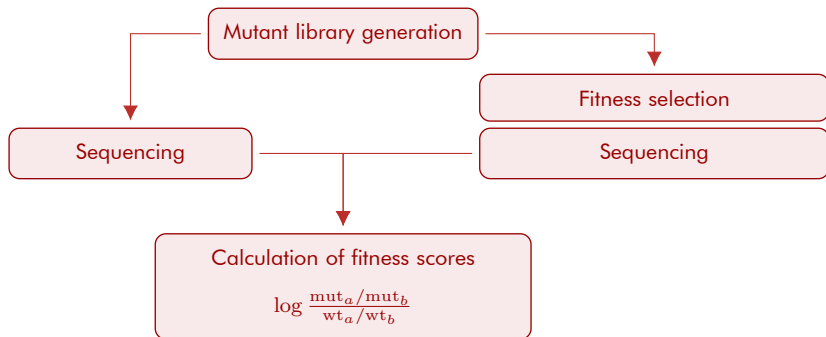 Mutant library generation
Fitness selection
Sequencing
Sequencing
Calculation of fitness scores
log mut_a/mut_b
wt_a/wt_b